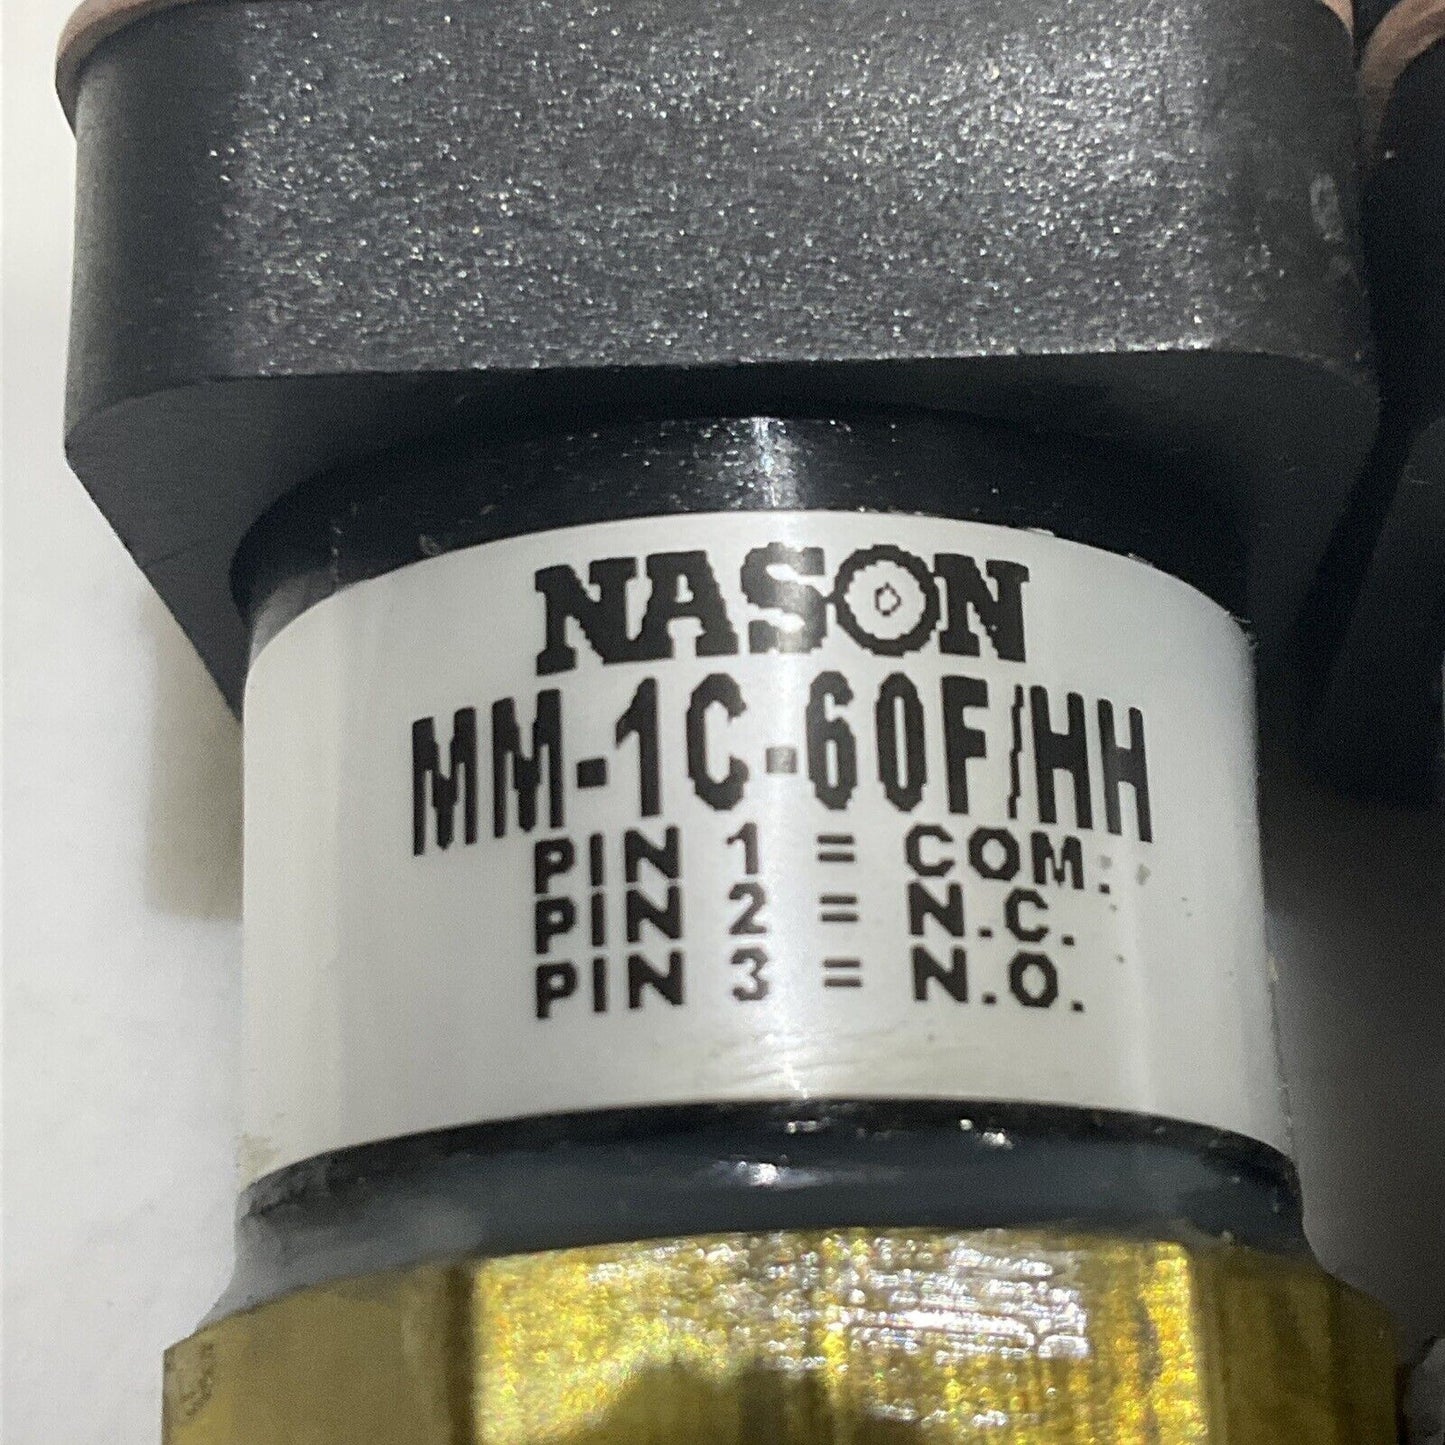 NASON
MM-1C-60F/HH
PIN 1 = COM.
PIN 2 = N.C.
PIN 3 = N.O.